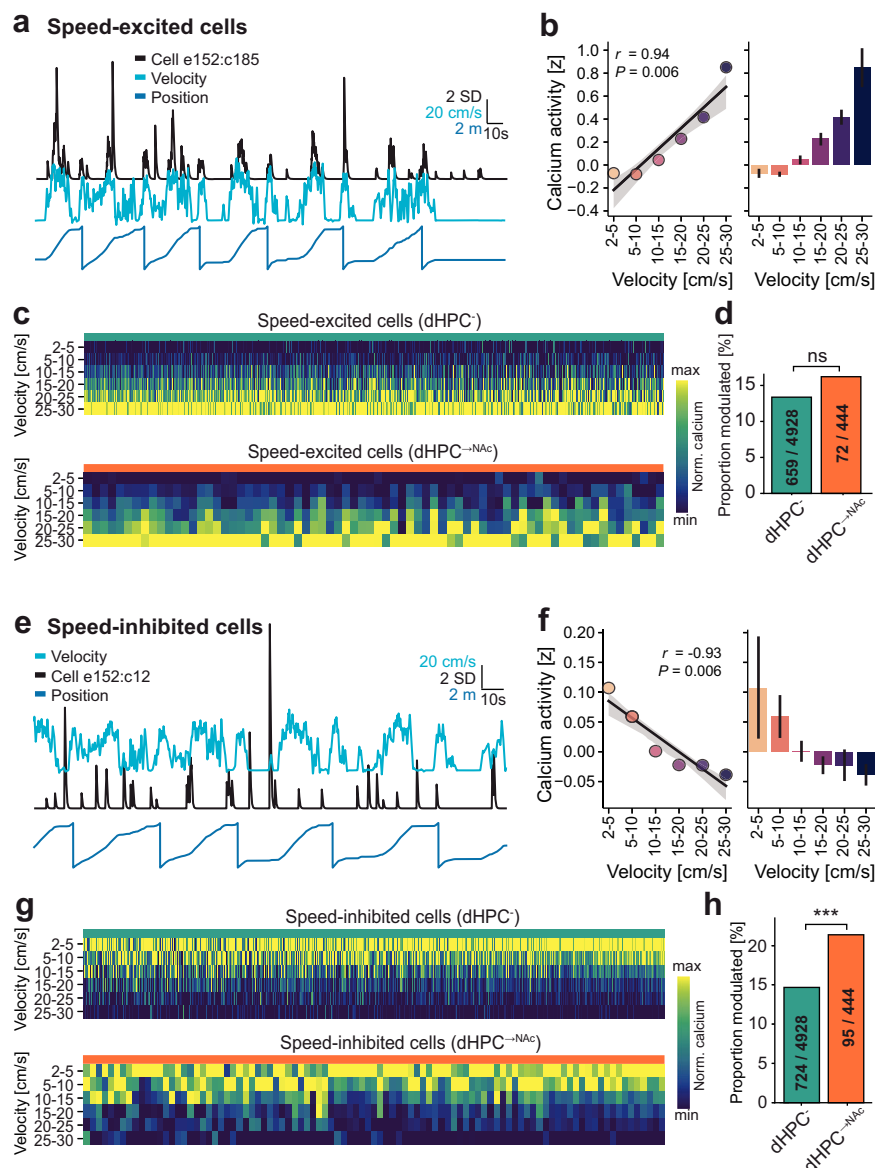 a Speed-excited cells
Cell e152:c185
Velocity
Position
2 SD
20 cm/s
2 m
10s
b
Calcium activity [z]
1.0
0.8
0.6
0.4
0.2
0.0
−0.2
−0.4
r = 0.94
P = 0.006
2-5
5-10
10-15
15-20
20-25
25-30
Velocity [cm/s]
2-5
5-10
10-15
15-20
20-25
25-30
Velocity [cm/s]
c
Speed-excited cells (dHPC-)
Velocity [cm/s]
2-5
5-10
10-15
15-20
20-25
25-30
Speed-excited cells (dHPC→NAc)
Velocity [cm/s]
2-5
5-10
10-15
15-20
20-25
25-30
max
Norm. calcium
min
d
Proportion modulated [%]
15
10
5
0
ns
659 / 4928
72 / 444
dHPC-
dHPC→NAc
e Speed-inhibited cells
Velocity
Cell e152:c12
Position
20 cm/s
2 SD
2 m
10s
f
Calcium activity [z]
0.20
0.15
0.10
0.05
0.00
−0.05
r = -0.93
P = 0.006
2-5
5-10
10-15
15-20
20-25
25-30
Velocity [cm/s]
2-5
5-10
10-15
15-20
20-25
25-30
Velocity [cm/s]
g
Speed-inhibited cells (dHPC-)
Velocity [cm/s]
2-5
5-10
10-15
15-20
20-25
25-30
Speed-inhibited cells (dHPC→NAc)
Velocity [cm/s]
2-5
5-10
10-15
15-20
20-25
25-30
max
Norm. calcium
min
h
Proportion modulated [%]
20
15
10
5
0
***
724 / 4928
95 / 444
dHPC-
dHPC→NAc